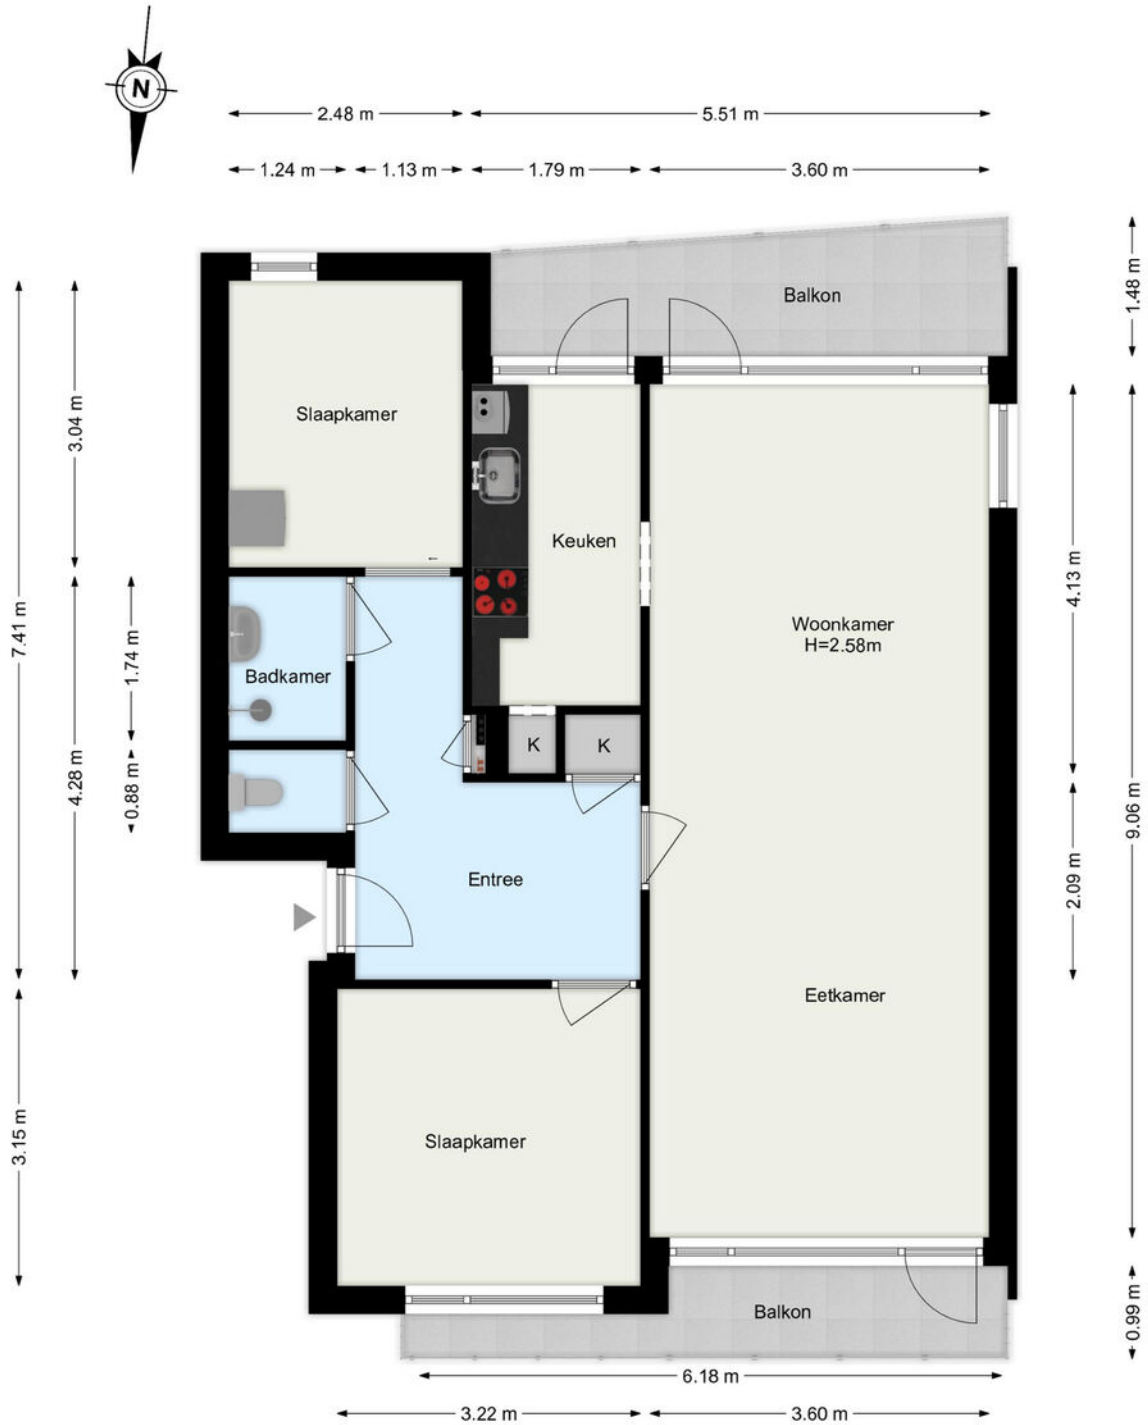 N
2.48 m
5.51 m
1.24 m
1.13 m
1.79 m
3.60 m
Balkon
1.48 m
Slaapkamer
3.04 m
Keuken
4.13 m
Woonkamer
H=2.58m
7.41 m
1.74 m
Badkamer
K
K
4.28 m
0.88 m
9.06 m
Entree
2.09 m
Eetkamer
3.15 m
Slaapkamer
Balkon
0.99 m
6.18 m
3.22 m
3.60 m